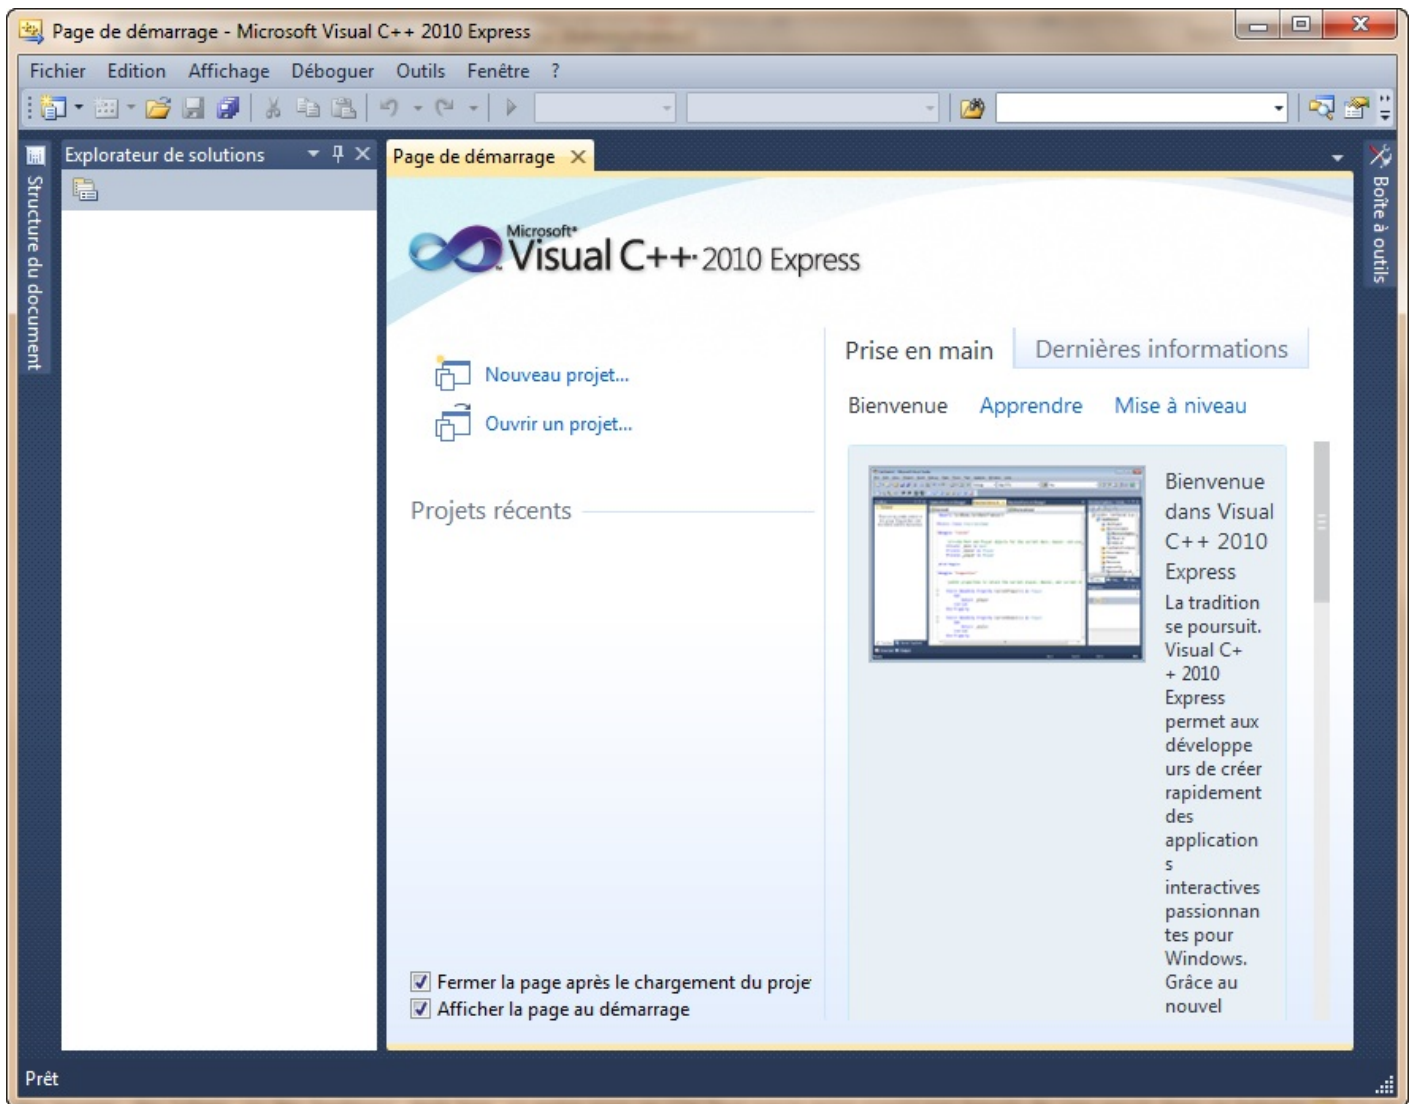 Page de démarrage - Microsoft Visual C++ 2010 Express
Fichier Edition Affichage Déboguer Outils Fenêtre ?
Structure du document
Explorateur de solutions
Page de démarrage
Boîte à outils
Microsoft®
Visual C++ 2010 Express
Nouveau projet...
Ouvrir un projet...
Projets récents
Fermer la page après le chargement du proje
Afficher la page au démarrage
Prise en main Dernières informations
Bienvenue Apprendre Mise à niveau
Bienvenue
dans Visual
C++ 2010
Express
La tradition
se poursuit.
Visual C+
+ 2010
Express
permet aux
développe
urs de créer
rapidement
des
application
s
interactives
passionnan
tes pour
Windows.
Grâce au
nouvel
Prêt